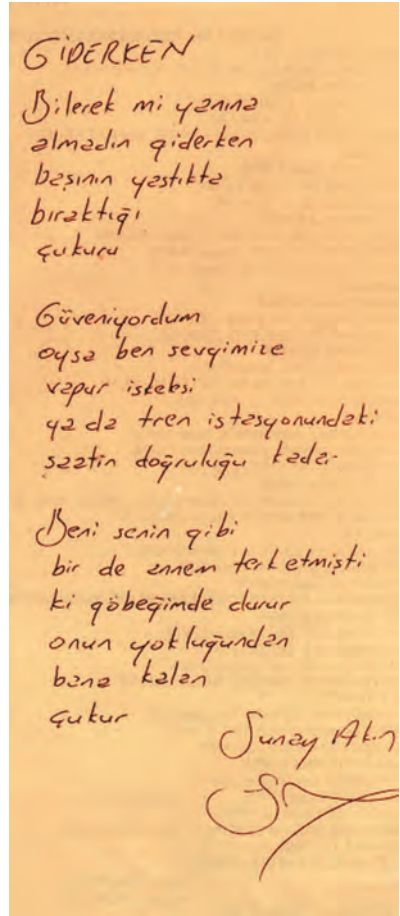 GİDERKEN
Bilerek mi yanına
almadın giderken
başının yastıkta
bıraktığı
çukuru
Güveniyordum
oysa ben sevgimize
vapur iskelesi
ya da tren istasyonundaki
saatin doğruluğu kadar
Beni senin gibi
bir de annem terketmişti
ki göbeğimde durur
onun yokluğundan
bana kalan
çukur
Sunay Akın